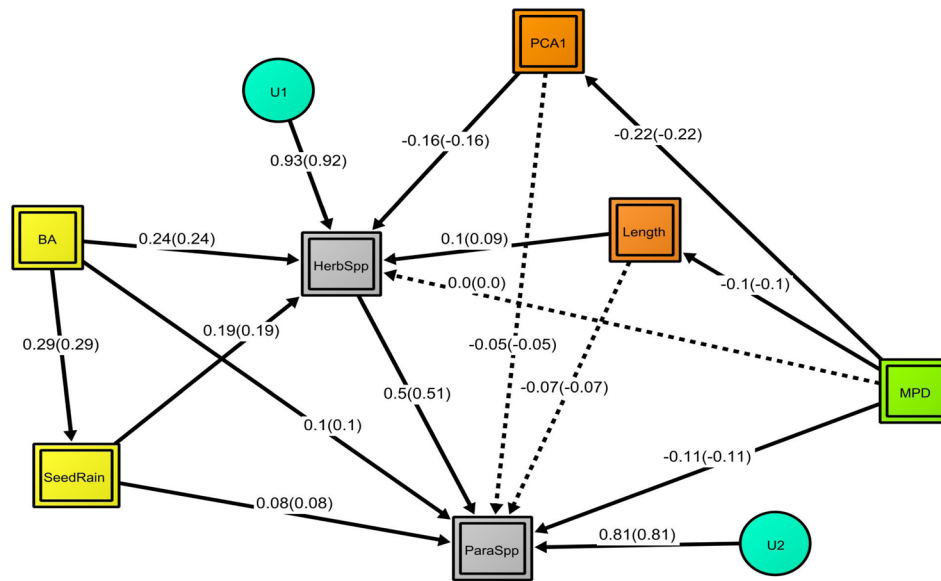 PCA1
U1
-0.22(-0.22)
-0.16(-0.16)
0.93(0.92)
BA
0.24(0.24)
0.1(0.09)
Length
HerbSpp
0.0(0.0)
-0.1(-0.1)
0.19(0.19)
0.29(0.29)
-0.05(-0.05)
-0.07(-0.07)
MPD
0.5(0.51)
0.1(0.1)
-0.11(-0.11)
SeedRain
0.08(0.08)
0.81(0.81)
U2
ParaSpp